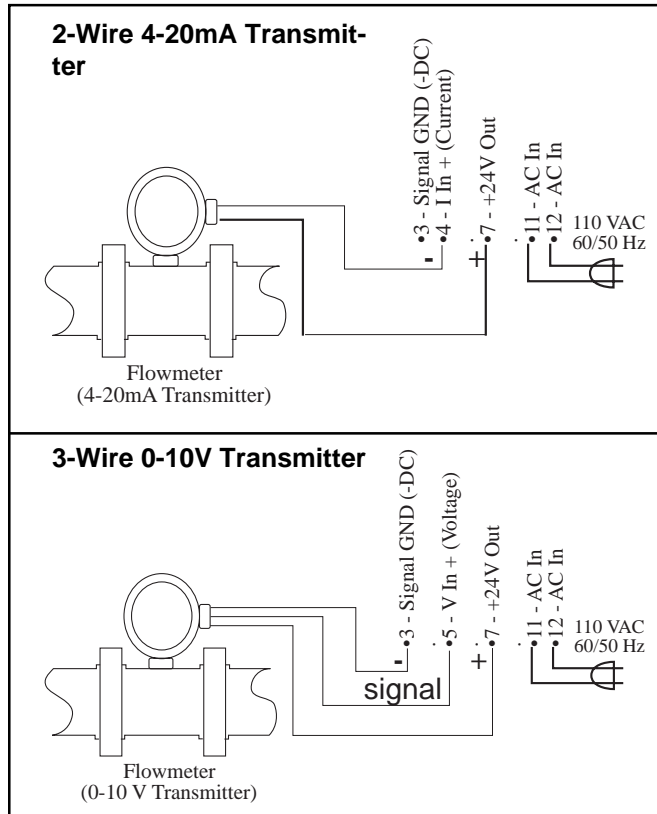 2-Wire 4-20mA Transmit-
ter
3 - Signal GND (-DC)
4 - I In + (Current)
7 - +24V Out
11 - AC In
12 - AC In
- +
110 VAC
60/50 Hz
Flowmeter
(4-20mA Transmitter)
3-Wire 0-10V Transmitter
3 - Signal GND (-DC)
5 - V In + (Voltage)
7 - +24V Out
11 - AC In
12 - AC In
- +
110 VAC
60/50 Hz
signal
Flowmeter
(0-10 V Transmitter)